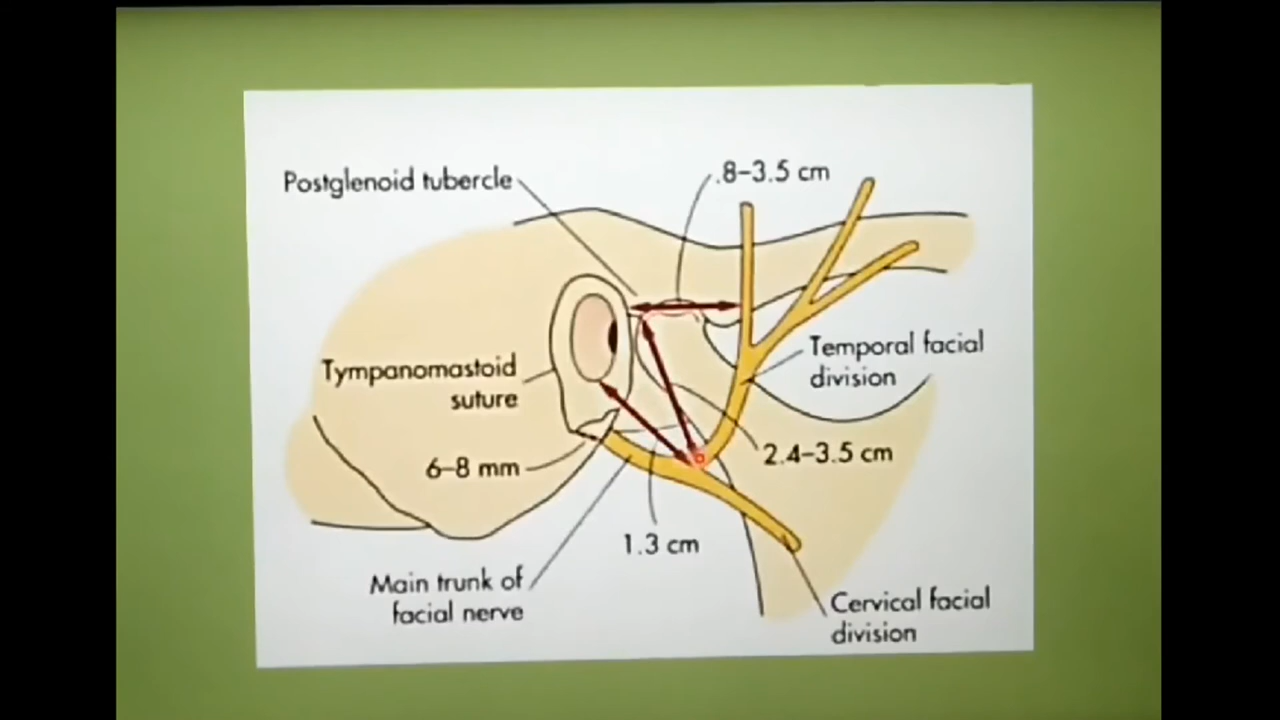 Postglenoid tubercle
.8–3.5 cm
Temporal facial
division
Tympanomastoid
suture
2.4–3.5 cm
6–8 mm
1.3 cm
Main trunk of
facial nerve
Cervical facial
division